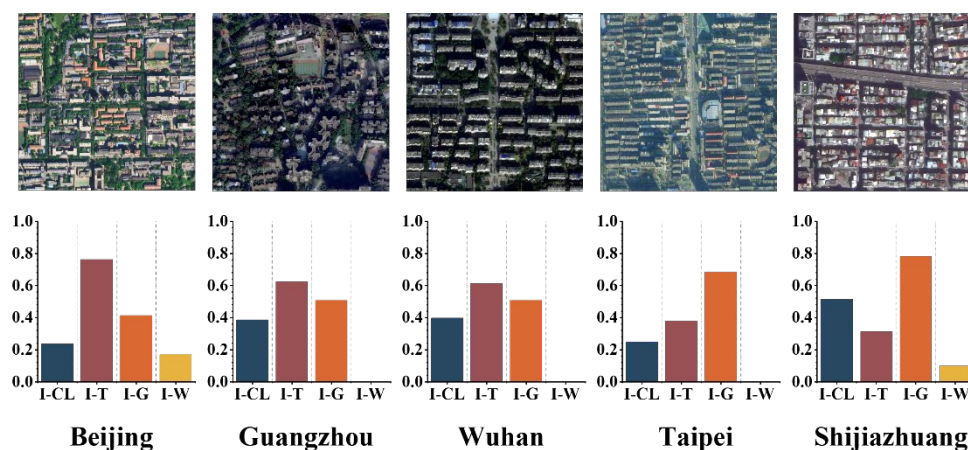 1.0 1.0 1.0 1.0 1.0
0.8 0.8 0.8 0.8 0.8
0.6 0.6 0.6 0.6 0.6
0.4 0.4 0.4 0.4 0.4
0.2 0.2 0.2 0.2 0.2
0.0 0.0 0.0 0.0 0.0
I-CL I-T I-G I-W I-CL I-T I-G I-W I-CL I-T I-G I-W I-CL I-T I-G I-W I-CL I-T I-G I-W
Beijing Guangzhou Wuhan Taipei Shijiazhuang